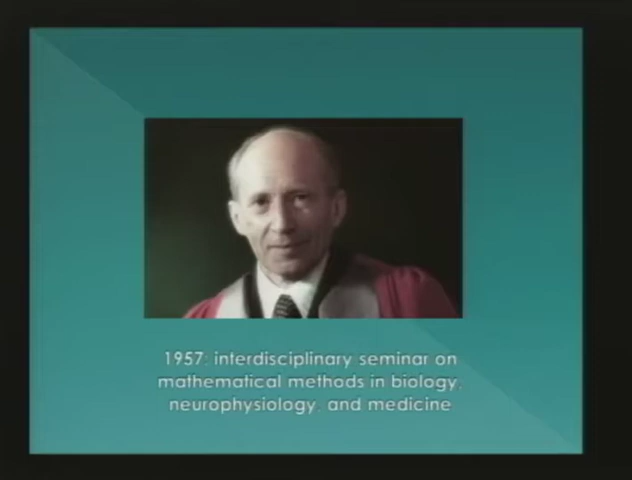 1957: interdisciplinary seminar on
mathematical methods in biology,
neurophysiology, and medicine